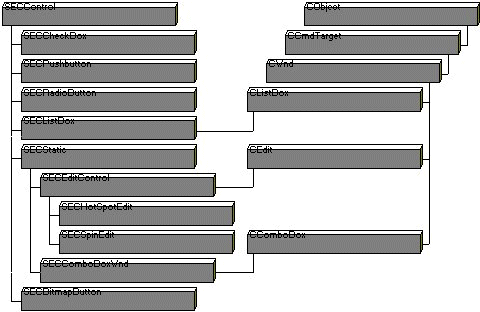 SECControl
CObject
SECCheckBox
CCmdTarget
SECPushbutton
CWnd
SECRadioButton
CListBox
SECListBox
SECStatic
CEdit
SECEditControl
SECHotSpotEdit
SECSpinEdit
CComboBox
SECComboBoxWnd
SECBitmapButton